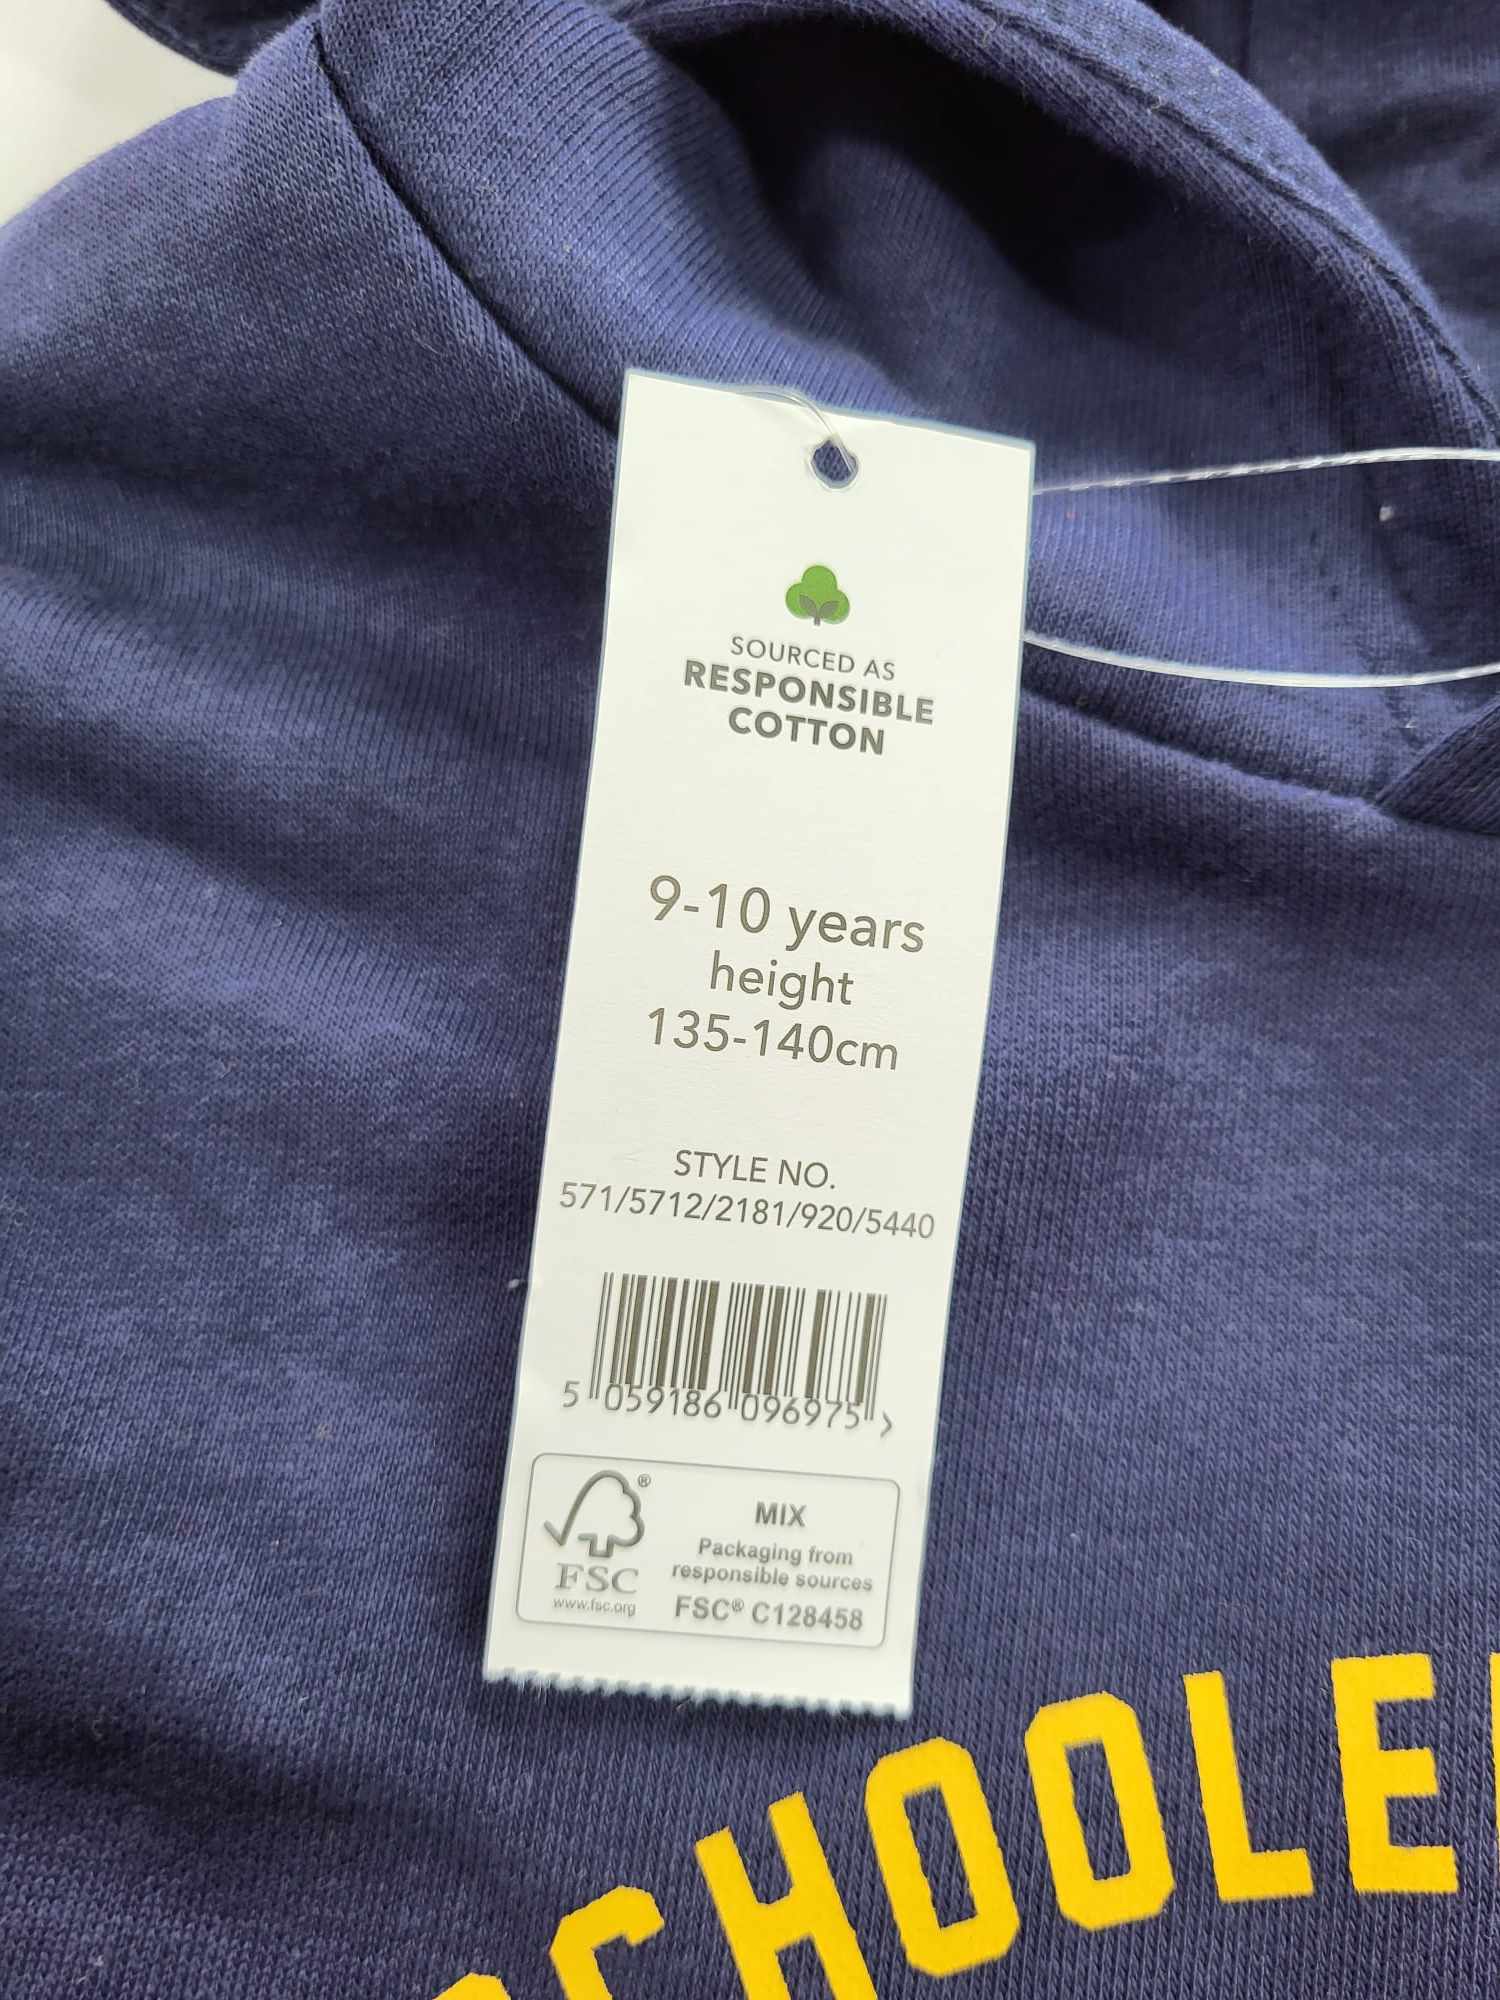 SOURCED AS
RESPONSIBLE
COTTON
9-10 years
height
135-140cm
STYLE NO.
571/5712/2181/920/5440
5 059186 096975 >
®
FSC
www.fsc.org
MIX
Packaging from
responsible sources
FSC® C128458